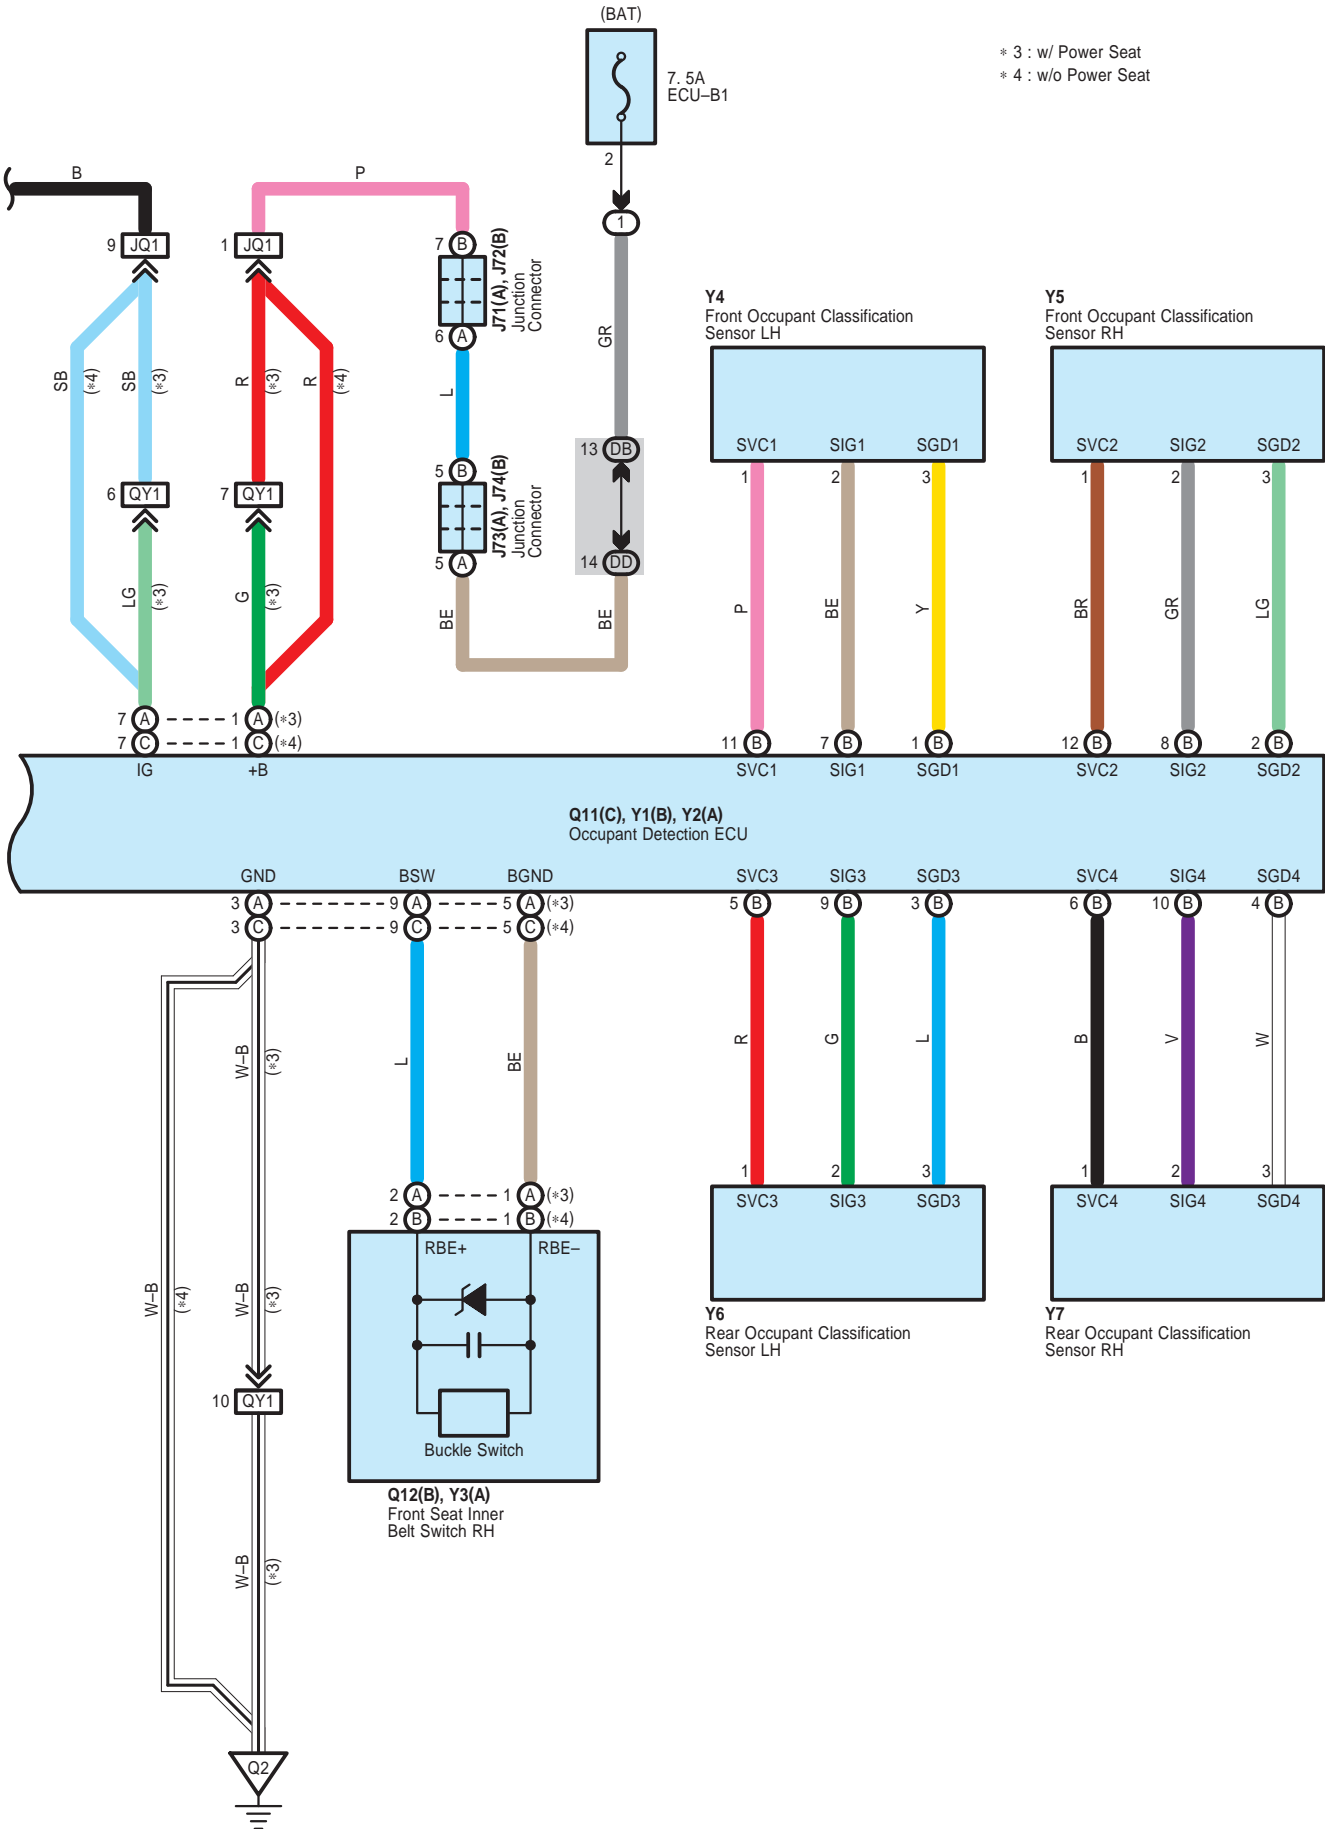 (BAT)
7. 5A
ECU–B1
2
1
∗ 3 : w/ Power Seat
∗ 4 : w/o Power Seat
B
P
9 JQ1
1 JQ1
7 B
J71(A), J72(B)
Junction
Connector
6 A
GR
SB
(∗4)
SB
(∗3)
R
(∗3)
R
(∗4)
L
Y4
Front Occupant Classification
Sensor LH
SVC1 SIG1 SGD1
1 2 3
Y5
Front Occupant Classification
Sensor RH
SVC2 SIG2 SGD2
1 2 3
6 QY1
7 QY1
5 B
J73(A), J74(B)
Junction
Connector
5 A
13 DB
14 DD
LG
(∗3)
G
(∗3)
BE
BE
P
BE
Y
BR
GR
LG
7 A 1 A (∗3)
7 C 1 C (∗4)
11 B 7 B 1 B 12 B 8 B 2 B
IG +B SVC1 SIG1 SGD1 SVC2 SIG2 SGD2
Q11(C), Y1(B), Y2(A)
Occupant Detection ECU
GND BSW BGND SVC3 SIG3 SGD3 SVC4 SIG4 SGD4
3 A 9 A 5 A (∗3)
3 C 9 C 5 C (∗4)
5 B 9 B 3 B 6 B 10 B 4 B
W–B
(∗3)
L
BE
R
G
L
B
V
W
2 A 1 A (∗3)
2 B 1 B (∗4)
RBE+ RBE–
Buckle Switch
Q12(B), Y3(A)
Front Seat Inner
Belt Switch RH
1 2 3
SVC3 SIG3 SGD3
Y6
Rear Occupant Classification
Sensor LH
1 2 3
SVC4 SIG4 SGD4
Y7
Rear Occupant Classification
Sensor RH
W–B
(∗4)
W–B
(∗3)
10 QY1
W–B
(∗3)
Q2